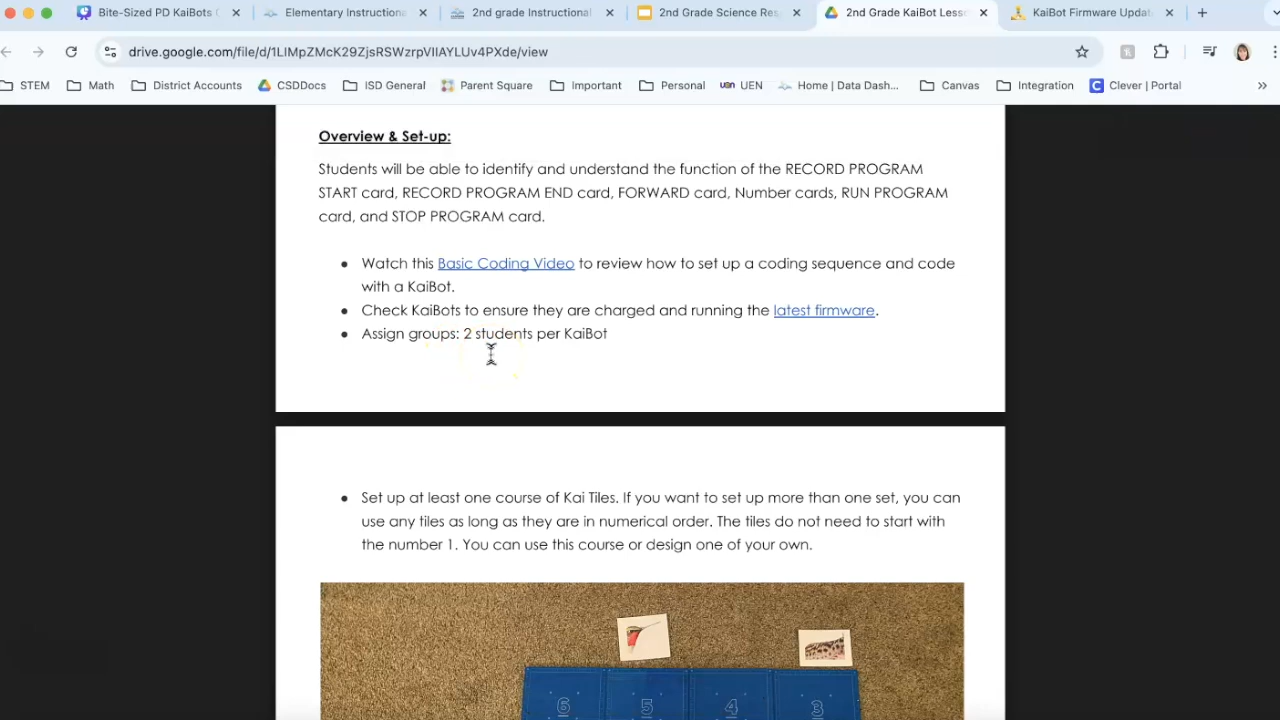 Bite-Sized PD KaiBots
Elementary Instructiona
2nd grade Instructional
2nd Grade Science Res
2nd Grade KaiBot Less
KaiBot Firmware Updat
drive.google.com/file/d/1LIMpZMcK29ZjsRSWzrpVIIAYLUv4PXde/view
STEM
Math
District Accounts
CSDDocs
ISD General
Parent Square
Important
Personal
uen UEN
Home | Data Dash...
Canvas
Integration
C Clever | Portal
Overview & Set-up:
Students will be able to identify and understand the function of the RECORD PROGRAM
START card, RECORD PROGRAM END card, FORWARD card, Number cards, RUN PROGRAM
card, and STOP PROGRAM card.
• Watch this Basic Coding Video to review how to set up a coding sequence and code
with a KaiBot.
• Check KaiBots to ensure they are charged and running the latest firmware.
• Assign groups: 2 students per KaiBot
• Set up at least one course of Kai Tiles. If you want to set up more than one set, you can
use any tiles as long as they are in numerical order. The tiles do not need to start with
the number 1. You can use this course or design one of your own.
6 5 4 3